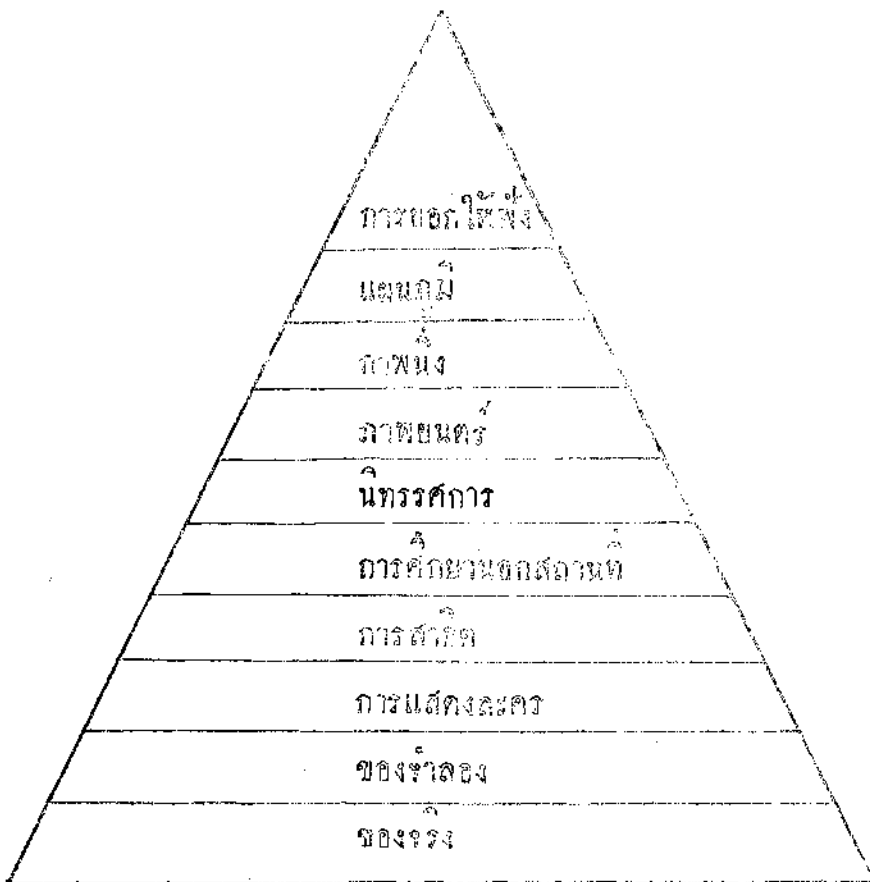 การบอกให้ฟัง
แผนภูมิ
ภาพนิ่ง
ภาพยนตร์
นิทรรศการ
การศึกษานอกสถานที่
การสาธิต
การแสดงละคร
ของจำลอง
ของจริง